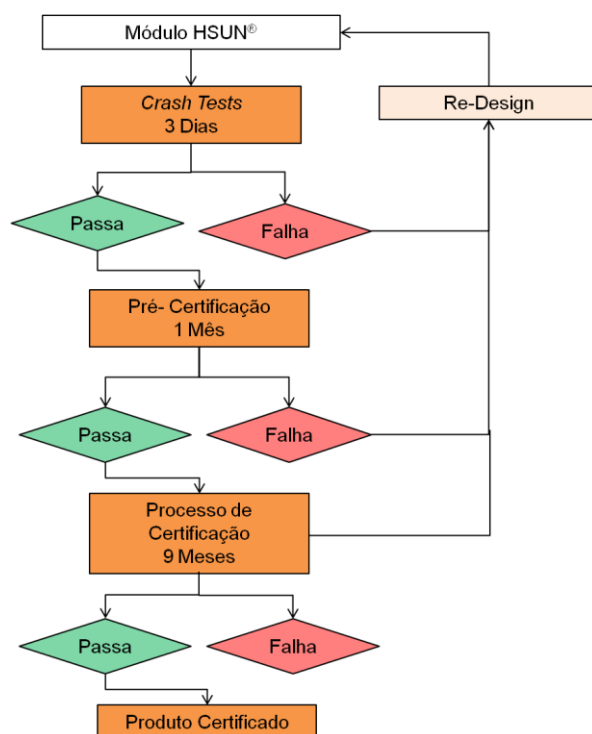 Módulo HSUN®
Crash Tests
3 Dias
Re-Design
Passa
Falha
Pré- Certificação
1 Mês
Passa
Falha
Processo de
Certificação
9 Meses
Passa
Falha
Produto Certificado